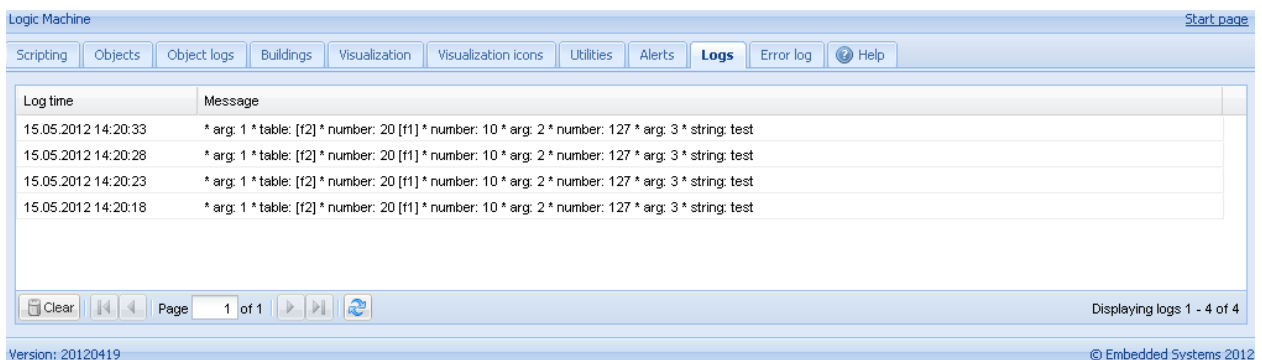 Logic Machine Start page
Scripting Objects Object logs Buildings Visualization Visualization icons Utilities Alerts Logs Error log Help
Log time Message
15.05.2012 14:20:33 * arg: 1 * table: [f2] * number: 20 [f1] * number: 10 * arg: 2 * number: 127 * arg: 3 * string: test
15.05.2012 14:20:28 * arg: 1 * table: [f2] * number: 20 [f1] * number: 10 * arg: 2 * number: 127 * arg: 3 * string: test
15.05.2012 14:20:23 * arg: 1 * table: [f2] * number: 20 [f1] * number: 10 * arg: 2 * number: 127 * arg: 3 * string: test
15.05.2012 14:20:18 * arg: 1 * table: [f2] * number: 20 [f1] * number: 10 * arg: 2 * number: 127 * arg: 3 * string: test
Clear Page 1 of 1 Displaying logs 1 - 4 of 4
Version: 20120419 © Embedded Systems 2012